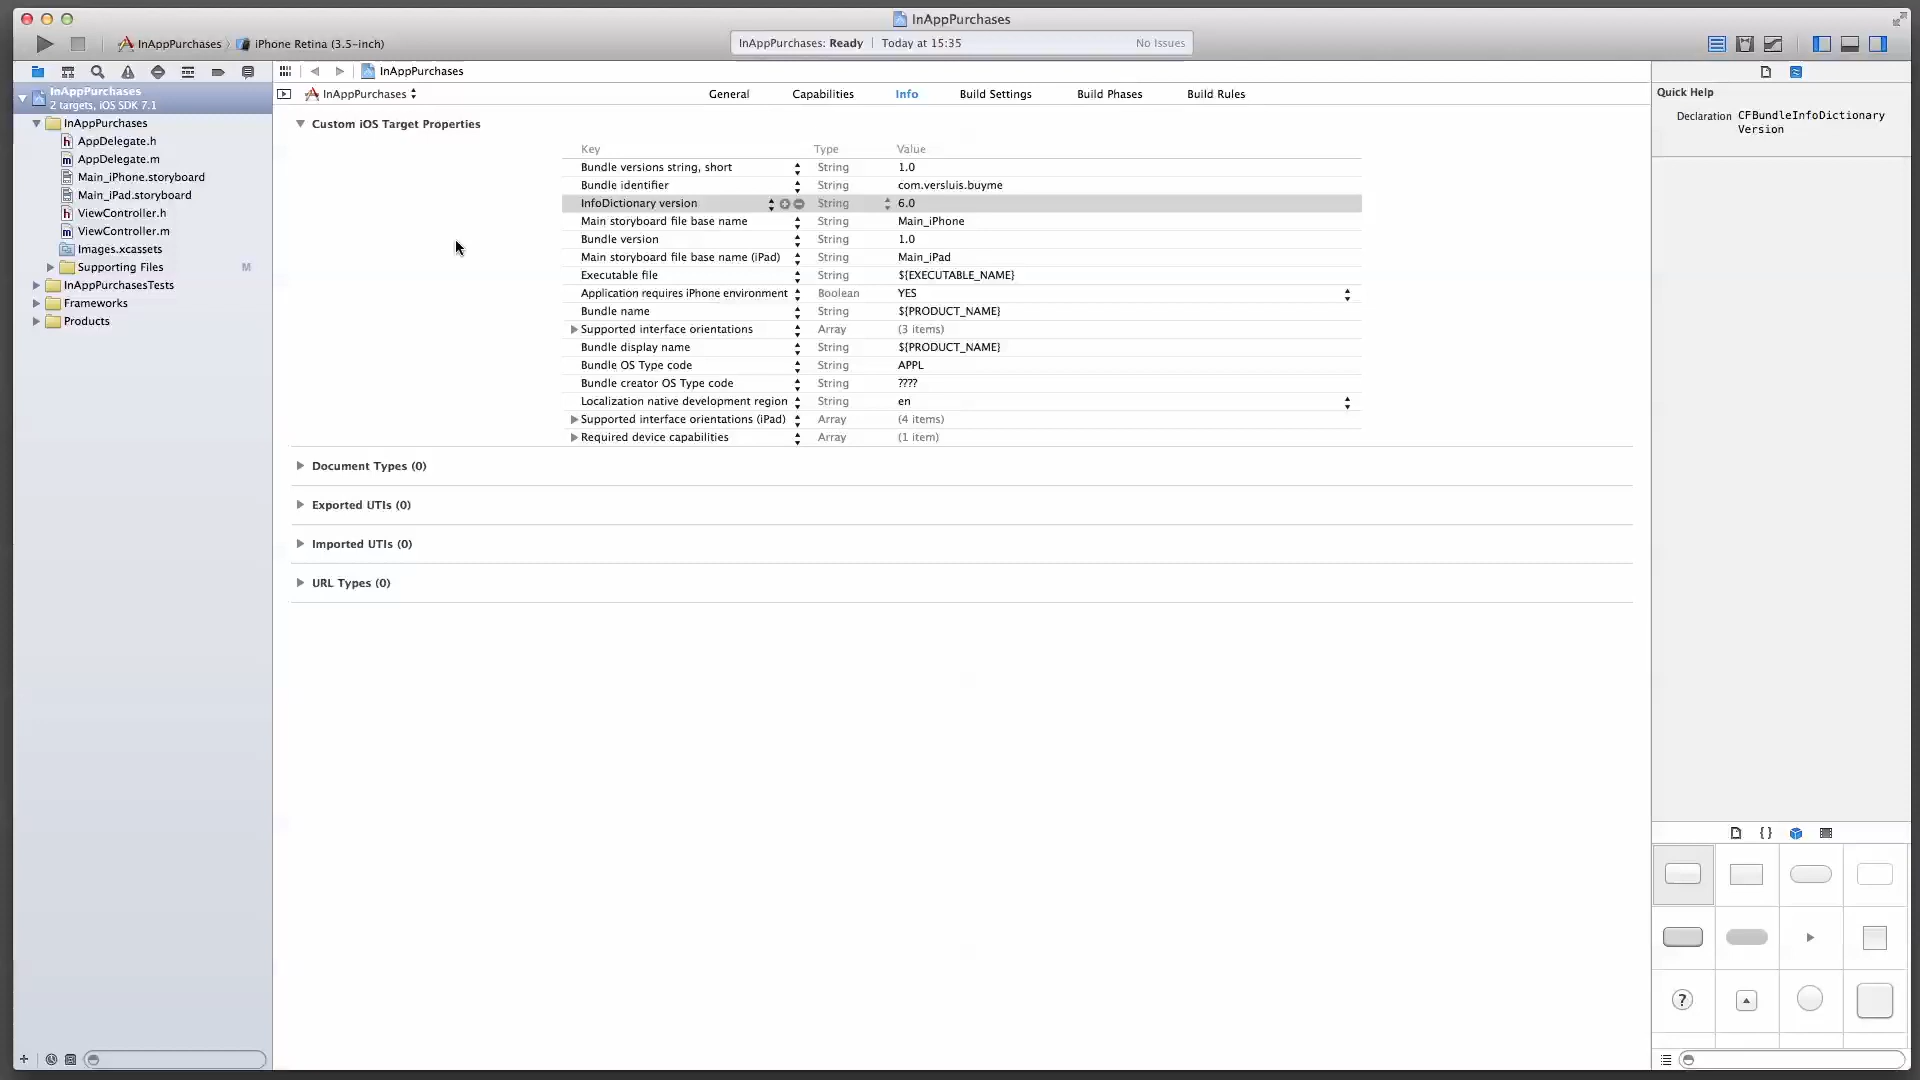 InAppPurchases
InAppPurchases iPhone Retina (3.5-inch)
InAppPurchases: Ready Today at 15:35 No Issues
InAppPurchases
InAppPurchases
General Capabilities Info Build Settings Build Phases Build Rules
InAppPurchases
2 targets, iOS SDK 7.1
InAppPurchases
AppDelegate.h
AppDelegate.m
Main_iPhone.storyboard
Main_iPad.storyboard
ViewController.h
ViewController.m
Images.xcassets
Supporting Files M
InAppPurchasesTests
Frameworks
Products
Custom iOS Target Properties
Key Type Value
Bundle versions string, short String 1.0
Bundle identifier String com.versluis.buyme
InfoDictionary version String 6.0
Main storyboard file base name String Main_iPhone
Bundle version String 1.0
Main storyboard file base name (iPad) String Main_iPad
Executable file String ${EXECUTABLE_NAME}
Application requires iPhone environment Boolean YES
Bundle name String ${PRODUCT_NAME}
Supported interface orientations Array (3 items)
Bundle display name String ${PRODUCT_NAME}
Bundle OS Type code String APPL
Bundle creator OS Type code String ????
Localization native development region String en
Supported interface orientations (iPad) Array (4 items)
Required device capabilities Array (1 item)
Document Types (0)
Exported UTIs (0)
Imported UTIs (0)
URL Types (0)
Quick Help
Declaration CFBundleInfoDictionary
Version
{}
?